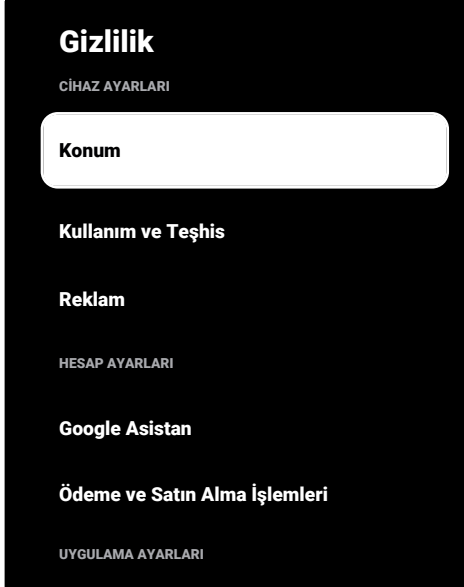 Gizlilik
CİHAZ AYARLARI
Konum
Kullanım ve Teşhis
Reklam
HESAP AYARLARI
Google Asistan
Ödeme ve Satın Alma İşlemleri
UYGULAMA AYARLARI